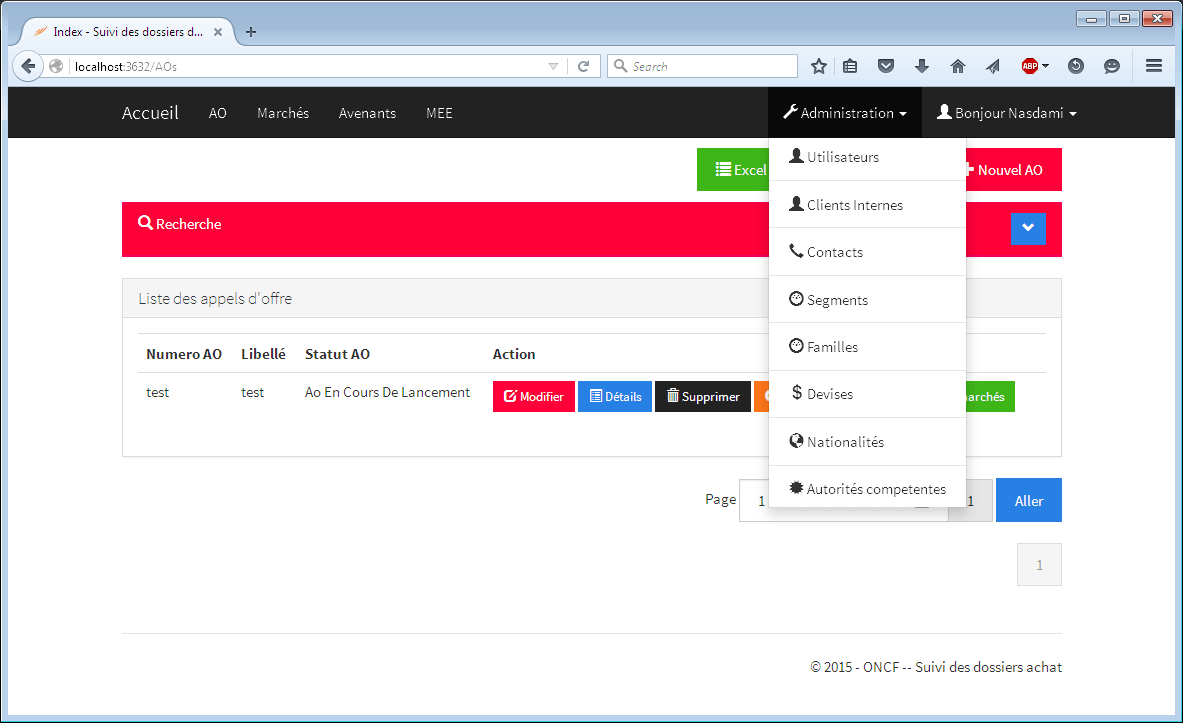 Index - Suivi des dossiers d...
localhost:3632/AOs
Search
ABP
Accueil AO Marchés Avenants MEE Administration Bonjour Nasdami
Utilisateurs
Excel
Nouvel AO
Clients Internes
Recherche
Contacts
Segments
Liste des appels d'offre
Familles
Numero AO Libellé Statut AO Action
test test Ao En Cours De Lancement Modifier Détails Supprimer
Devises
Nationalités
Autorités competentes
Page 1 1 Aller
1
© 2015 - ONCF -- Suivi des dossiers achat